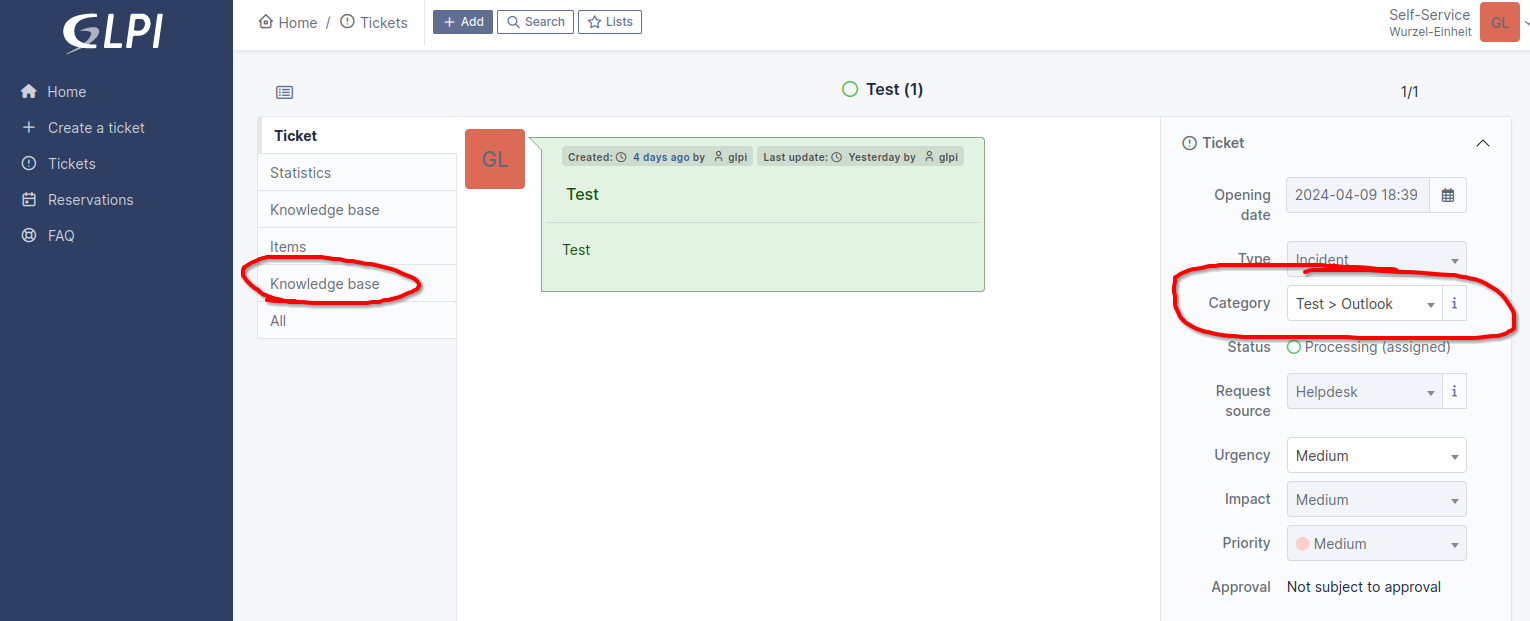 GLPI
Home
Create a ticket
Tickets
Reservations
FAQ
Home / Tickets
+ Add
Search
Lists
Self-Service
Wurzel-Einheit
GL
Test (1)
1/1
Ticket
Statistics
Knowledge base
Items
Knowledge base
All
GL
Created: 4 days ago by glpi
Last update: Yesterday by glpi
Test
Test
Ticket
Opening date 2024-04-09 18:39
Type Incident
Category Test > Outlook i
Status Processing (assigned)
Request source Helpdesk i
Urgency Medium
Impact Medium
Priority Medium
Approval Not subject to approval